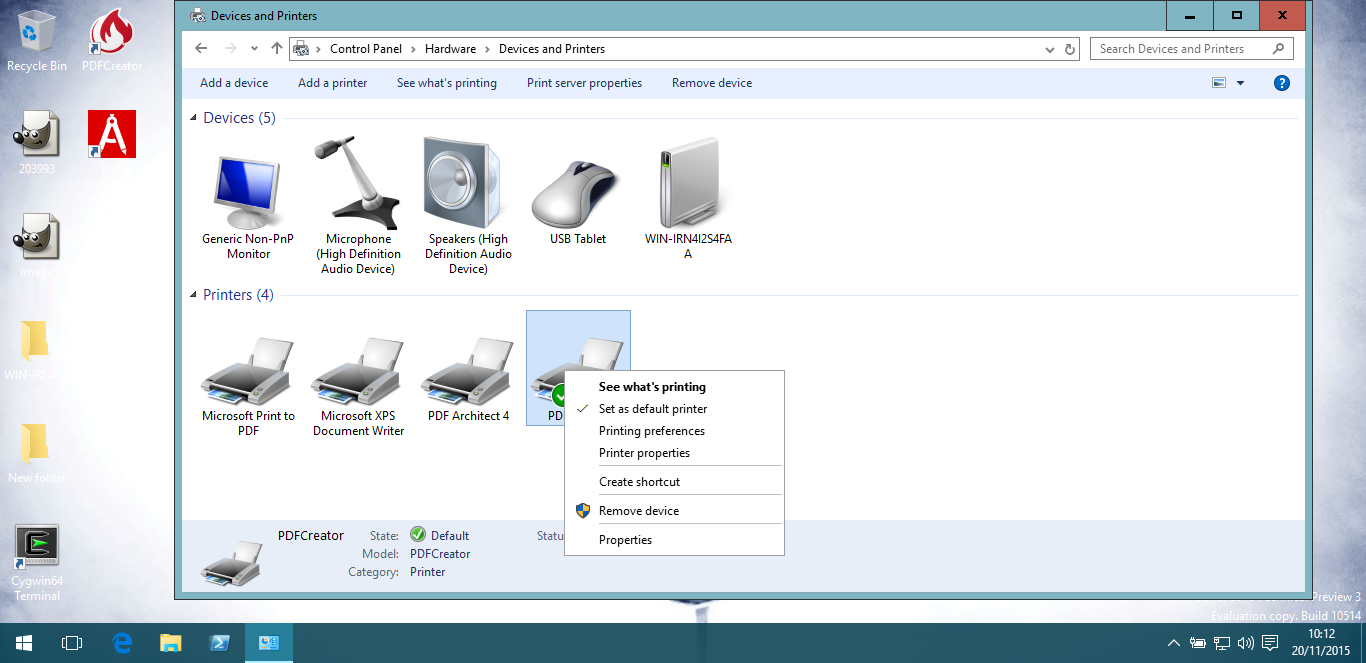 Recycle Bin
PDFCreator
203993
image
WIN-IRN4
New folder
Cygwin64
Terminal
Devices and Printers
Control Panel
Hardware
Devices and Printers
Search Devices and Printers
Add a device
Add a printer
See what's printing
Print server properties
Remove device
?
Devices (5)
Generic Non-PnP
Monitor
Microphone
(High Definition
Audio Device)
Speakers (High
Definition Audio
Device)
USB Tablet
WIN-IRN4I2S4FA
A
Printers (4)
Microsoft Print to
PDF
Microsoft XPS
Document Writer
PDF Architect 4
PD
See what's printing
Set as default printer
Printing preferences
Printer properties
Create shortcut
Remove device
Properties
PDFCreator
State: Default
Model: PDFCreator
Category: Printer
Statu
Preview 3
Evaluation copy. Build 10514
10:12
20/11/2015